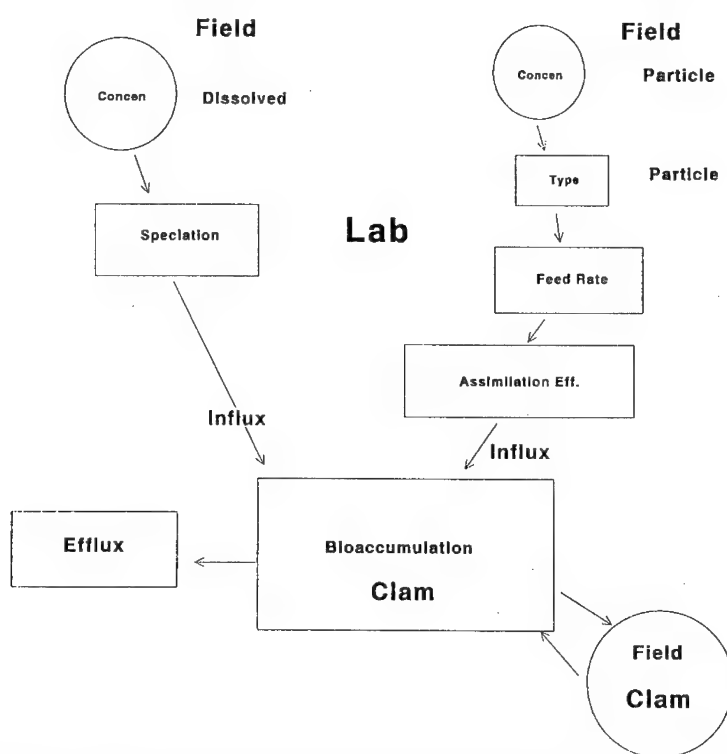 Field
Concen
Dissolved
Speciation
Influx
Field
Concen
Particle
Type
Particle
Feed Rate
Assimilation Eff.
Influx
Lab
Efflux
Bioaccumulation
Clam
Field
Clam